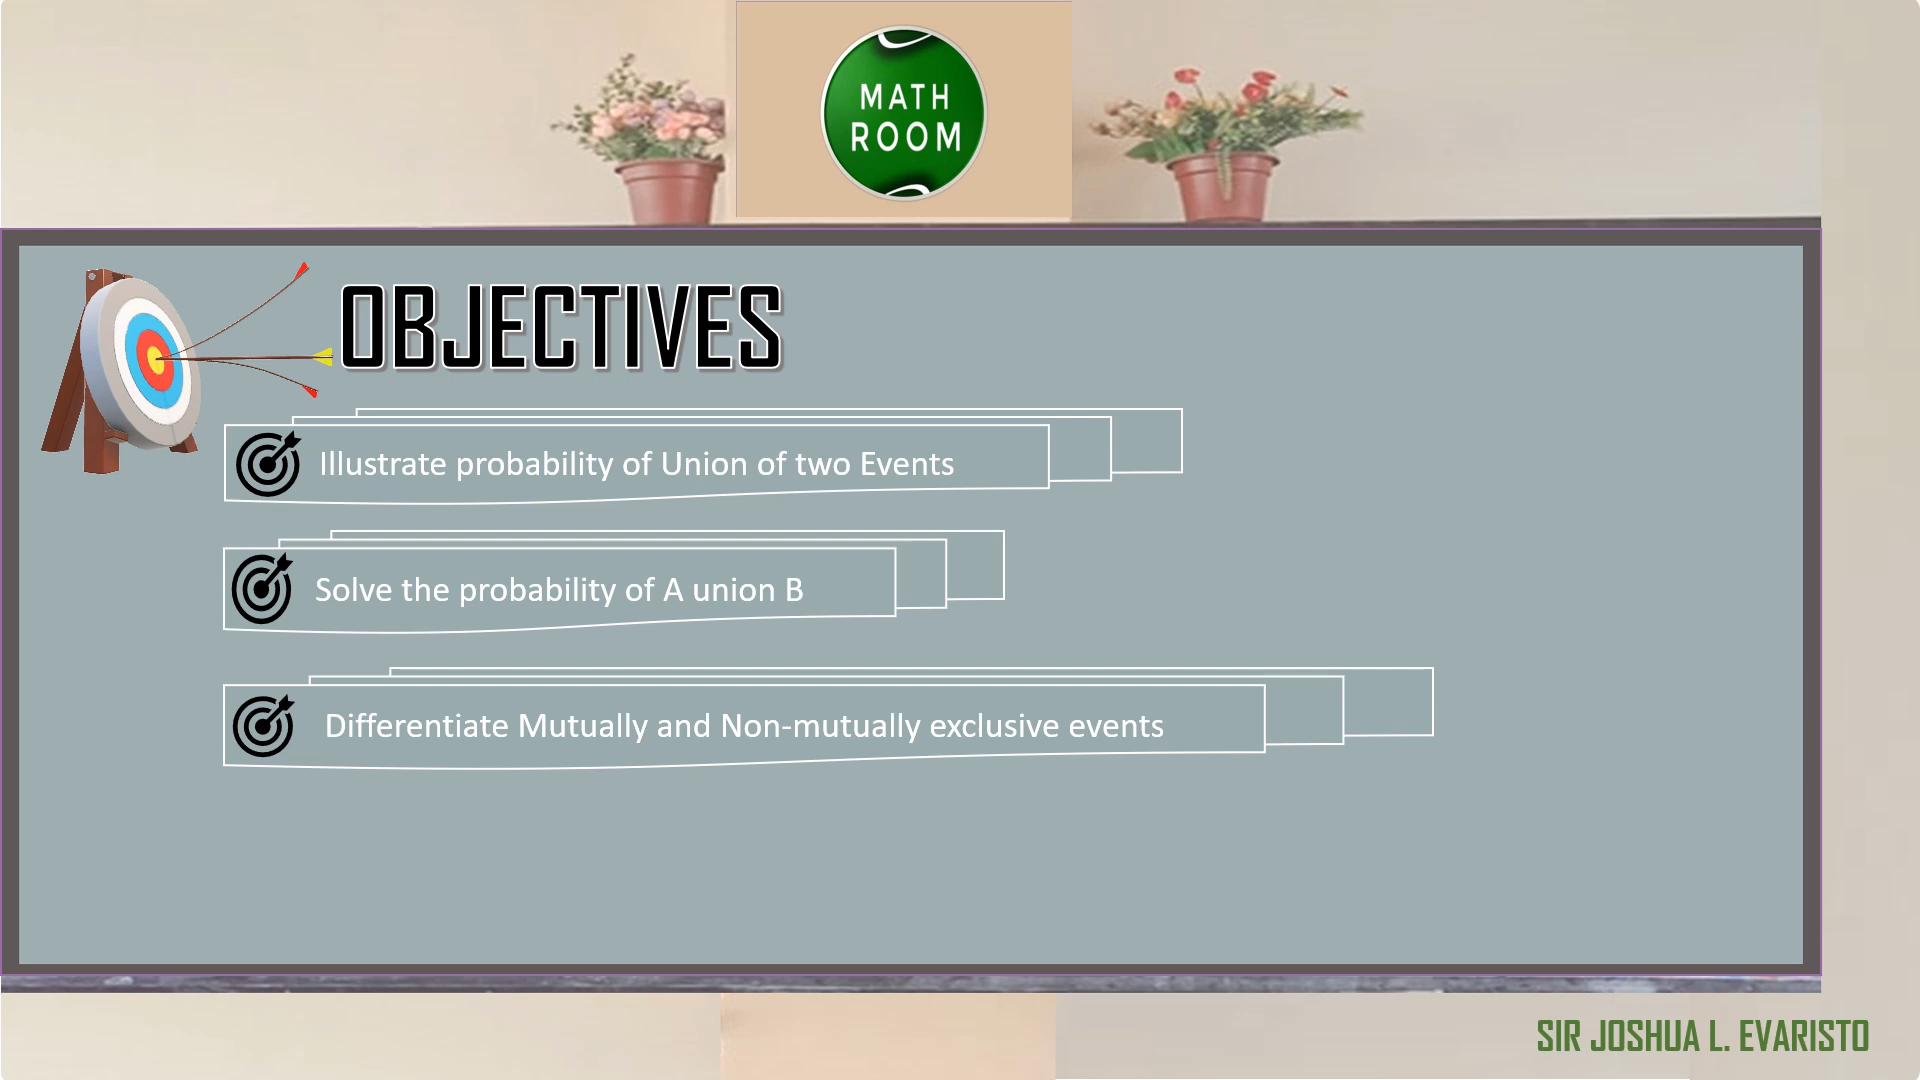 MATH
ROOM
OBJECTIVES
Illustrate probability of Union of two Events
Solve the probability of A union B
Differentiate Mutually and Non-mutually exclusive events
SIR JOSHUA L. EVARISTO